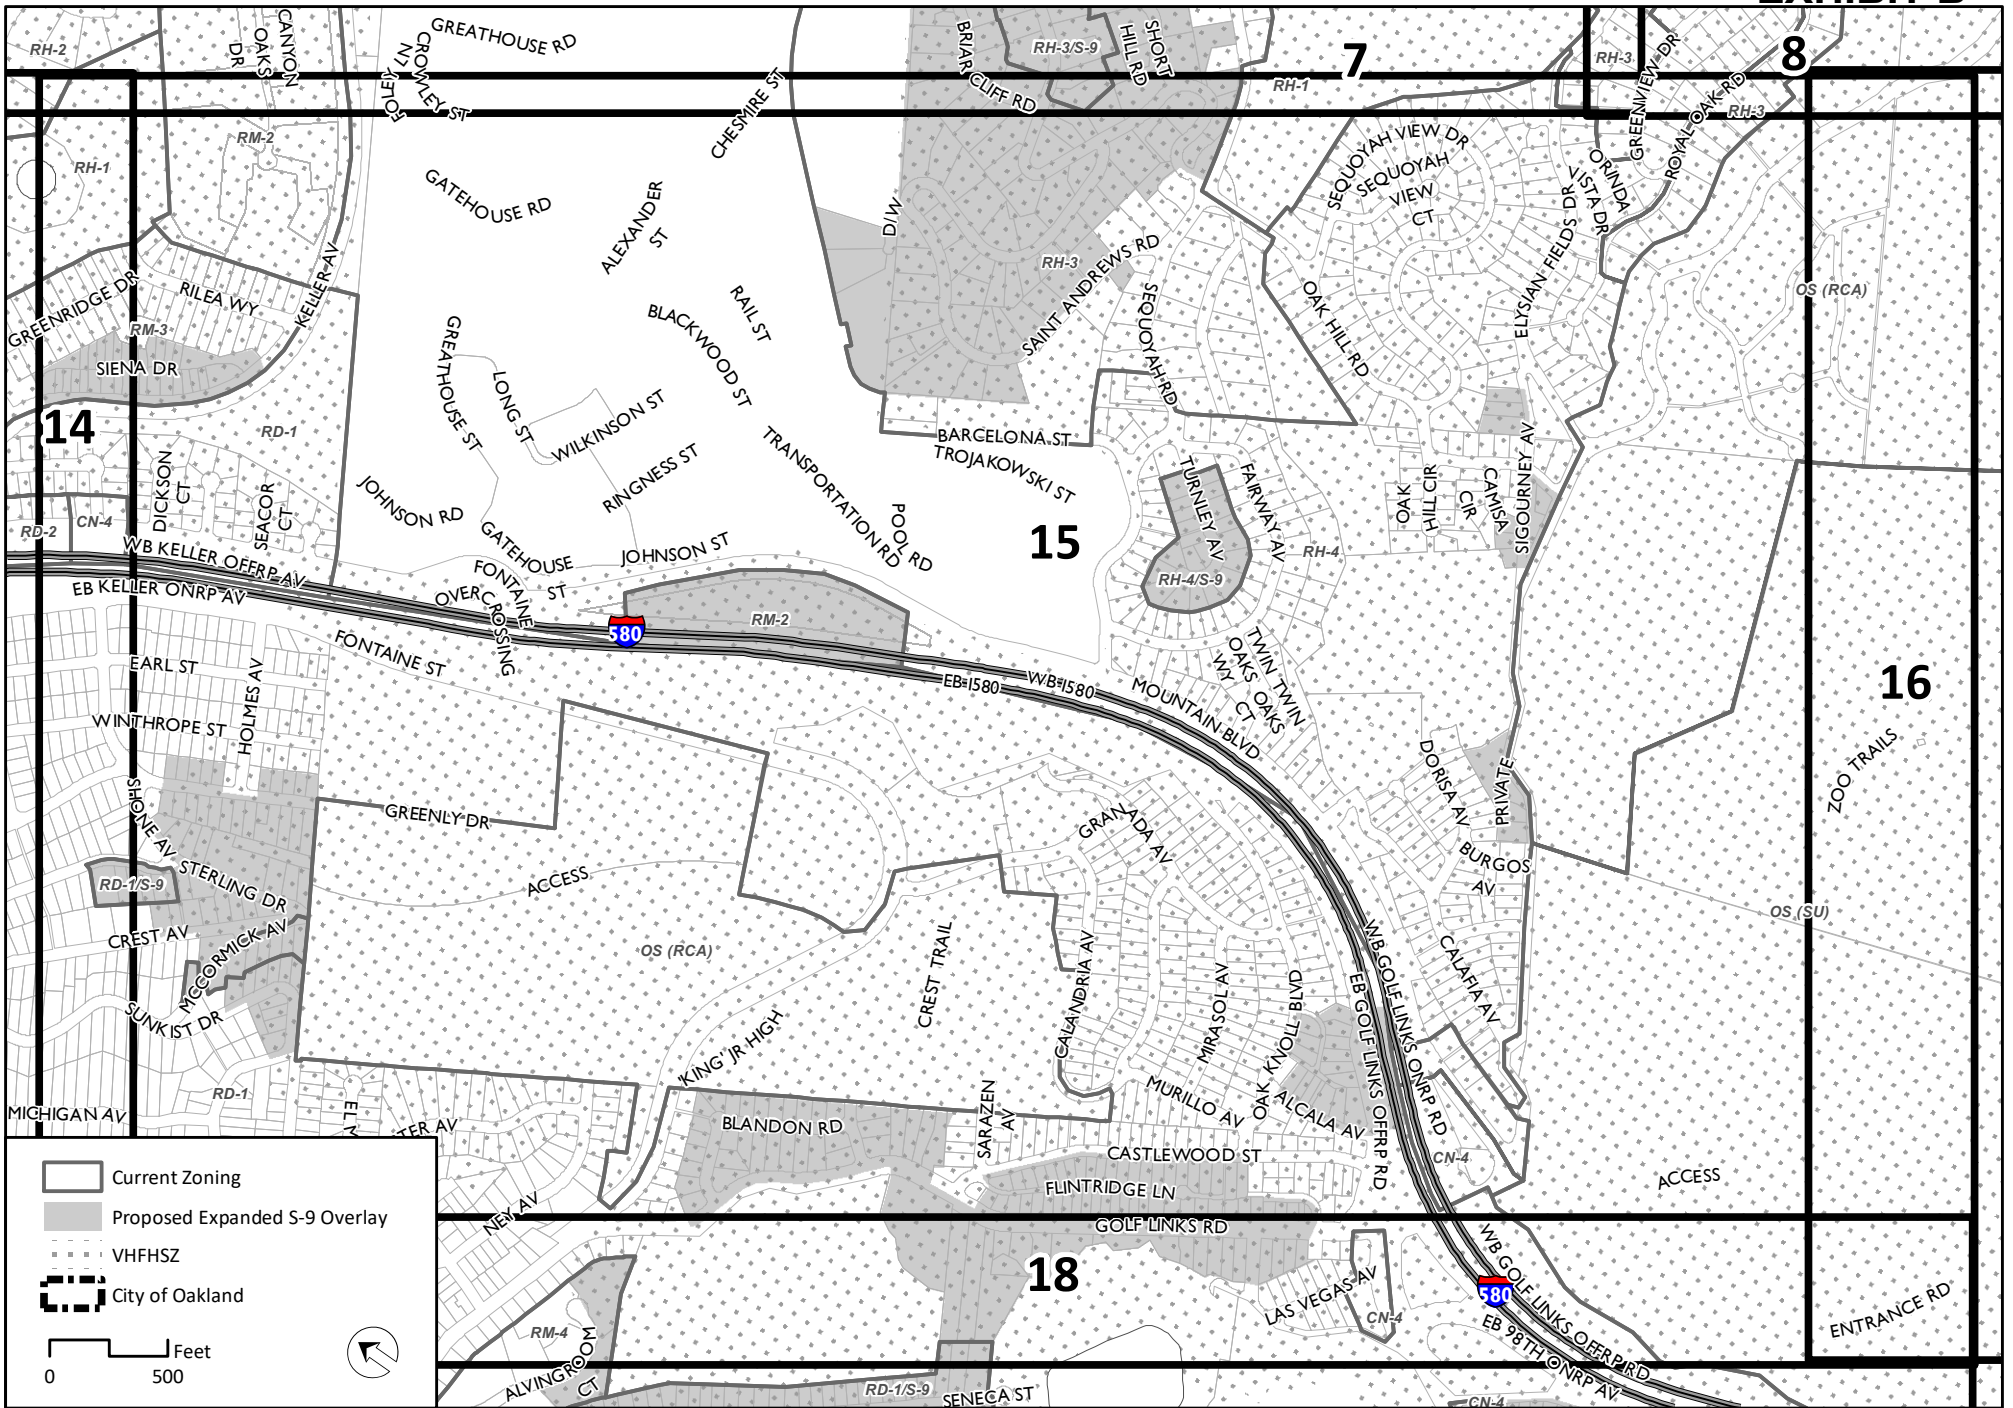 RH-2
CANYON
OAKS
DR
FOLEY LN
CROWLEY ST
GREATHOUSE RD
CHESMIRE ST
BRIAR CLIFF RD
RH-3/S-9
SHORT
HILL RD
7
RH-1
RH-3
GREENVIEW DR
8
ROYAL OAK RD
RH-3
RM-2
RH-1
GATEHOUSE RD
ALEXANDER
ST
DIW
SEQUOYAH VIEW DR
SEQUOYAH
VIEW
CT
ORINDA
VISTA DR
ELYSIAN FIELDS DR
KELLER AV
GREENRIDGE DR
RILEA WY
RM-3
SIENA DR
RH-3
SAINT ANDREWS RD
SEQUOYAH RD
OAK HILL RD
OS (RCA)
RAIL ST
BLACKWOOD ST
GREATHOUSE ST
LONG ST
WILKINSON ST
14
RD-1
BARCELONA ST
TROJAKOWSKI ST
TRANSPORTATION RD
RINGNESS ST
JOHNSON RD
POOL RD
DICKSON
CT
SEACOR
CT
RD-2
CN-4
15
TURNLEY AV
FAIRWAY AV
RH-4
RH-4/S-9
OAK
HILL CIR
CAMISA
CIR
SIGOURNEY AV
WB KELLER OFFRP AV
EB KELLER ONRP AV
GATEHOUSE
ST
JOHNSON ST
FONTAINE
OVERCROSSING
RM-2
580
FONTAINE ST
EARL ST
HOLMES AV
WINTHROPE ST
EB I580
WB I580
MOUNTAIN BLVD
TWIN
OAKS
WY
TWIN
OAKS
CT
16
ZOO TRAILS
DORISA AV
PRIVATE
SHONE AV
GREENLY DR
GRANADA AV
BURGOS
AV
ACCESS
STERLING DR
RD-1/S-9
CREST AV
MCCORMICK AV
SUNKIST DR
OS (RCA)
OS (SU)
CREST TRAIL
CALANDRIA AV
MIRASOL AV
OAK KNOLL BLVD
CALAFIA AV
WB GOLF LINKS ONRP RD
EB GOLF LINKS OFFRP RD
'KING' JR HIGH
RD-1
MICHIGAN AV
EL M
TER AV
BLANDON RD
SARAZEN
AV
MURILLO AV
ALCALA AV
CASTLEWOOD ST
CN-4
FLINTRIDGE LN
ACCESS
NEY AV
GOLF LINKS RD
18
WB GOLF LINKS OFFRP RD
580
LAS VEGAS AV
CN-4
EB 98TH ONRP AV
ENTRANCE RD
RM-4
ALVINGROOM
CT
RD-1/S-9
SENECA ST
CN-4
Current Zoning
Proposed Expanded S-9 Overlay
VHFHSZ
City of Oakland
Feet
0 500